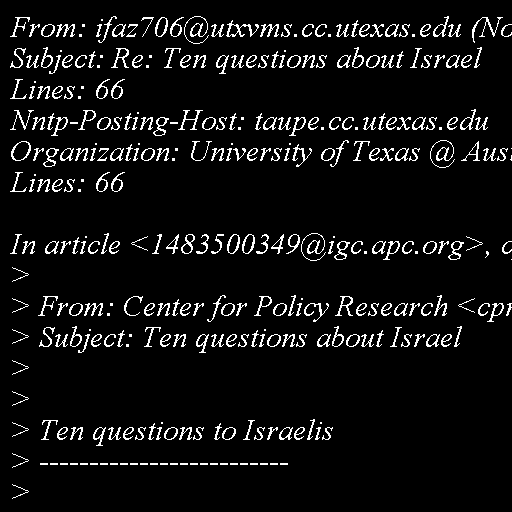 From: ifaz706@utxvms.cc.utexas.edu (No
Subject: Re: Ten questions about Israel
Lines: 66
Nntp-Posting-Host: taupe.cc.utexas.edu
Organization: University of Texas @ Aust
Lines: 66

In article <1483500349@igc.apc.org>, c
>
> From: Center for Policy Research <cpr
> Subject: Ten questions about Israel
>
>
> Ten questions to Israelis
> -------------------------
>